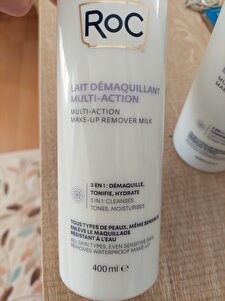 RoC
LAIT DÉMAQUILLANT
MULTI-ACTION
MULTI-ACTION
MAKE-UP REMOVER MILK
3 EN 1 : DÉMAQUILLE,
TONIFIE, HYDRATE
3 IN 1: CLEANSES,
TONES, MOISTURISES
TOUS TYPES DE PEAUX, MÊME SENSIBLES
ENLÈVE LE MAQUILLAGE
RÉSISTANT À L'EAU
ALL SKIN TYPES, EVEN SENSITIVE SKIN
REMOVES WATERPROOF MAKE-UP
400 ml e